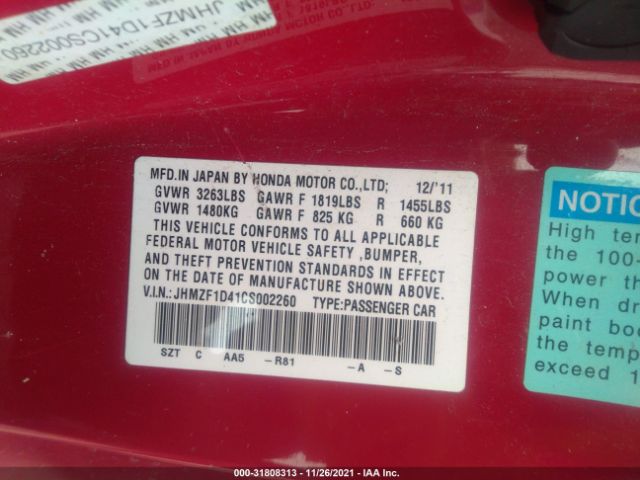 JHMZF1D41CS002260
MFD.IN JAPAN BY HONDA MOTOR CO.,LTD; 12/'11
GVWR 3263LBS GAWR F 1819LBS R 1455LBS
GVWR 1480KG GAWR F 825 KG R 660 KG
THIS VEHICLE CONFORMS TO ALL APPLICABLE
FEDERAL MOTOR VEHICLE SAFETY ,BUMPER,
AND THEFT PREVENTION STANDARDS IN EFFECT
ON THE DATE OF MANUFACTURE SHOWN ABOVE.
V.I.N.: JHMZF1D41CS002260 TYPE:PASSENGER CAR
SZT C AA5 -R81 -A -S
NOTIC
High te
the 100-
power th
When dr
paint boo
the temp
exceed 1
000-31808313 - 11/26/2021 - IAA Inc.